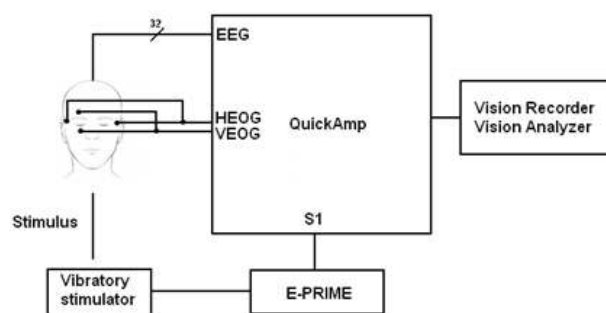 32
EEG
HEOG
VEOG
QuickAmp
Vision Recorder
Vision Analyzer
S1
Stimulus
Vibratory
stimulator
E-PRIME